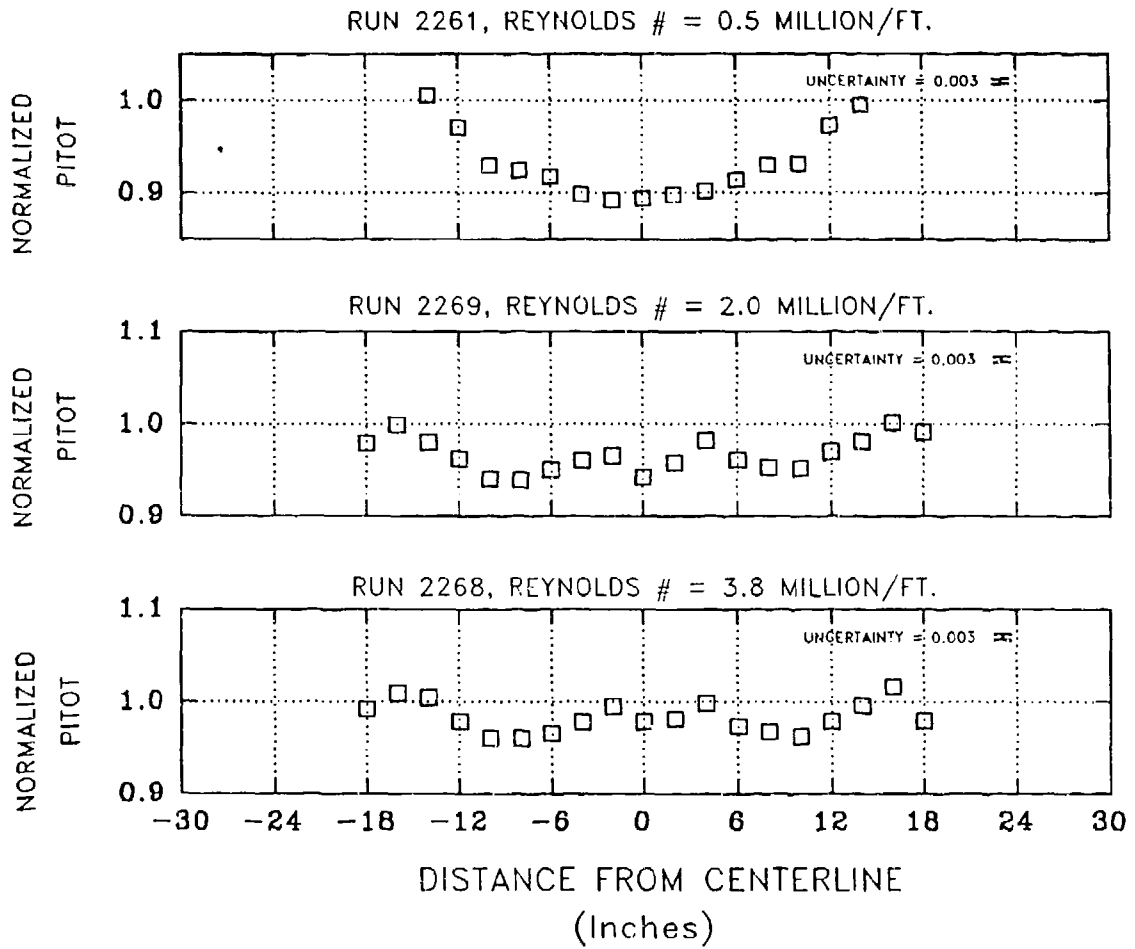 RUN 2261, REYNOLDS # = 0.5 MILLION/FT.
NORMALIZED
PITOT
UNCERTAINTY = 0.003
1.0
0.9
RUN 2269, REYNOLDS # = 2.0 MILLION/FT.
NORMALIZED
PITOT
UNCERTAINTY = 0.003
1.1
1.0
0.9
RUN 2268, REYNOLDS # = 3.8 MILLION/FT.
NORMALIZED
PITOT
UNCERTAINTY = 0.003
1.1
1.0
0.9
-30 -24 -18 -12 -6 0 6 12 18 24 30
DISTANCE FROM CENTERLINE
(Inches)